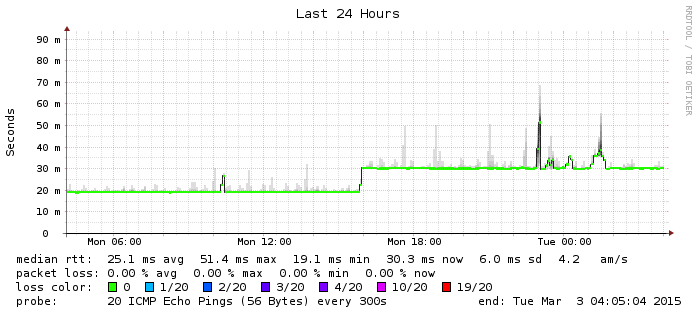 Last 24 Hours
RRDTOOL / TOBI OETIKER
Seconds
90 m
80 m
70 m
60 m
50 m
40 m
30 m
20 m
10 m
0
Mon 06:00 Mon 12:00 Mon 18:00 Tue 00:00
median rtt: 25.1 ms avg 51.4 ms max 19.1 ms min 30.3 ms now 6.0 ms sd 4.2 am/s
packet loss: 0.00 % avg 0.00 % max 0.00 % min 0.00 % now
loss color: 0 1/20 2/20 3/20 4/20 10/20 19/20
probe: 20 ICMP Echo Pings (56 Bytes) every 300s end: Tue Mar 3 04:05:04 2015